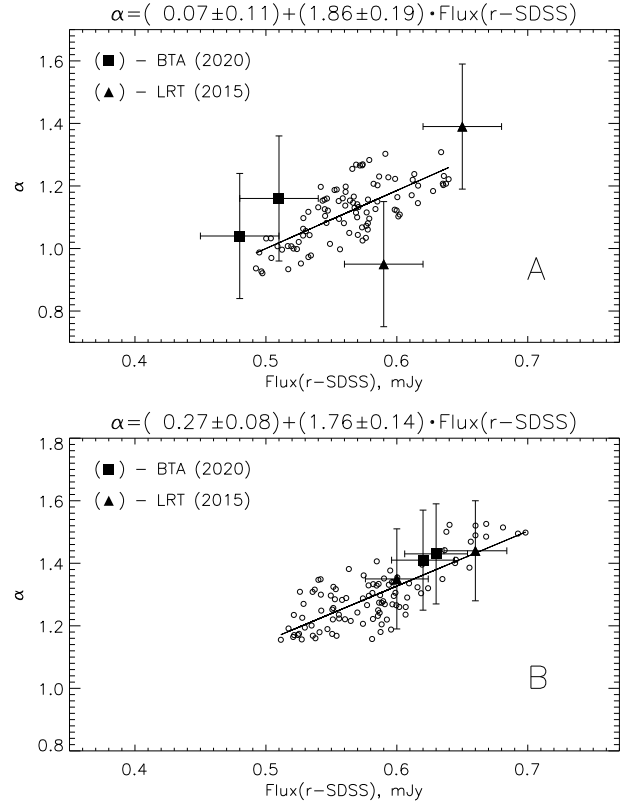 α=( 0.07±0.11)+(1.86±0.19)•Flux(r−SDSS)
1.6
(■) − BTA (2020)
(▲) − LRT (2015)
1.4
1.2
α
1.0
0.8
A
0.4 0.5 0.6 0.7
Flux(r−SDSS), mJy
α=( 0.27±0.08)+(1.76±0.14)•Flux(r−SDSS)
1.8
(■) − BTA (2020)
(▲) − LRT (2015)
1.6
1.4
α
1.2
1.0
B
0.8
0.4 0.5 0.6 0.7
Flux(r−SDSS), mJy